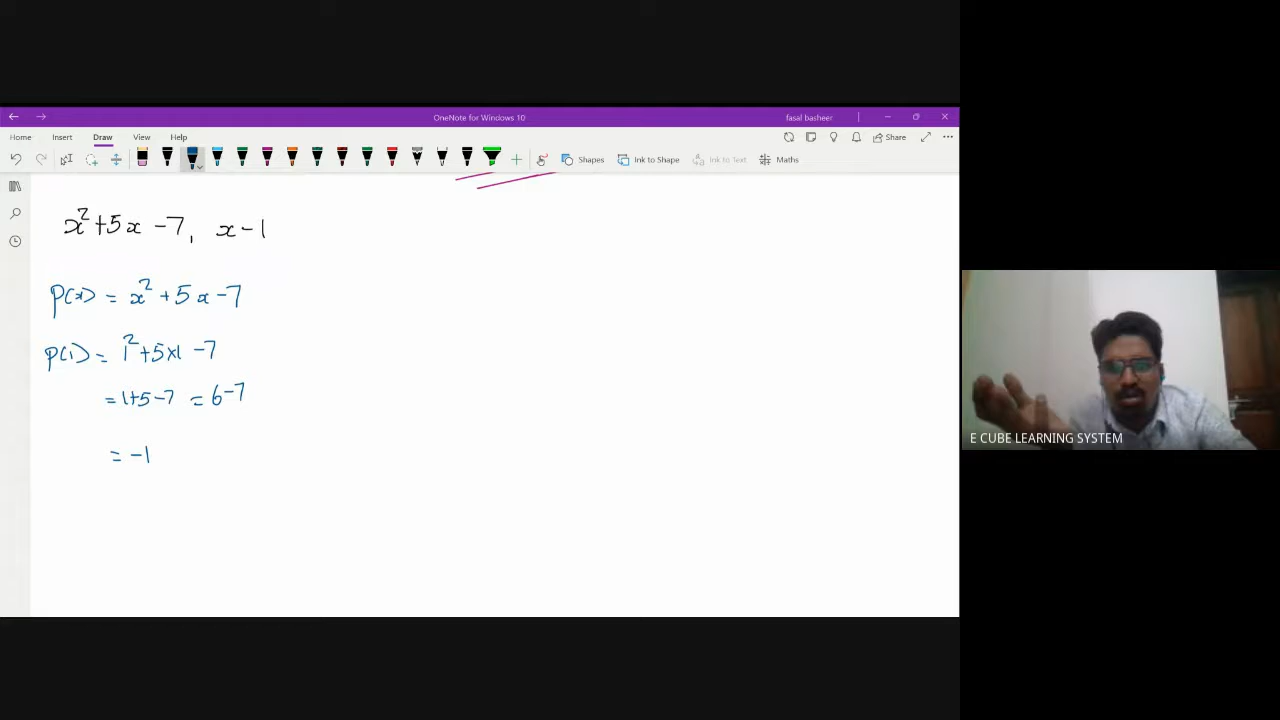 OneNote for Windows 10
fasal basheer
Home Insert Draw View Help
Share
Shapes Ink to Shape Ink to Text Maths
x² + 5x - 7, x - 1
p(x) = x² + 5x - 7
p(1) = 1² + 5×1 - 7
= 1+5-7 = 6-7
= -1
E CUBE LEARNING SYSTEM